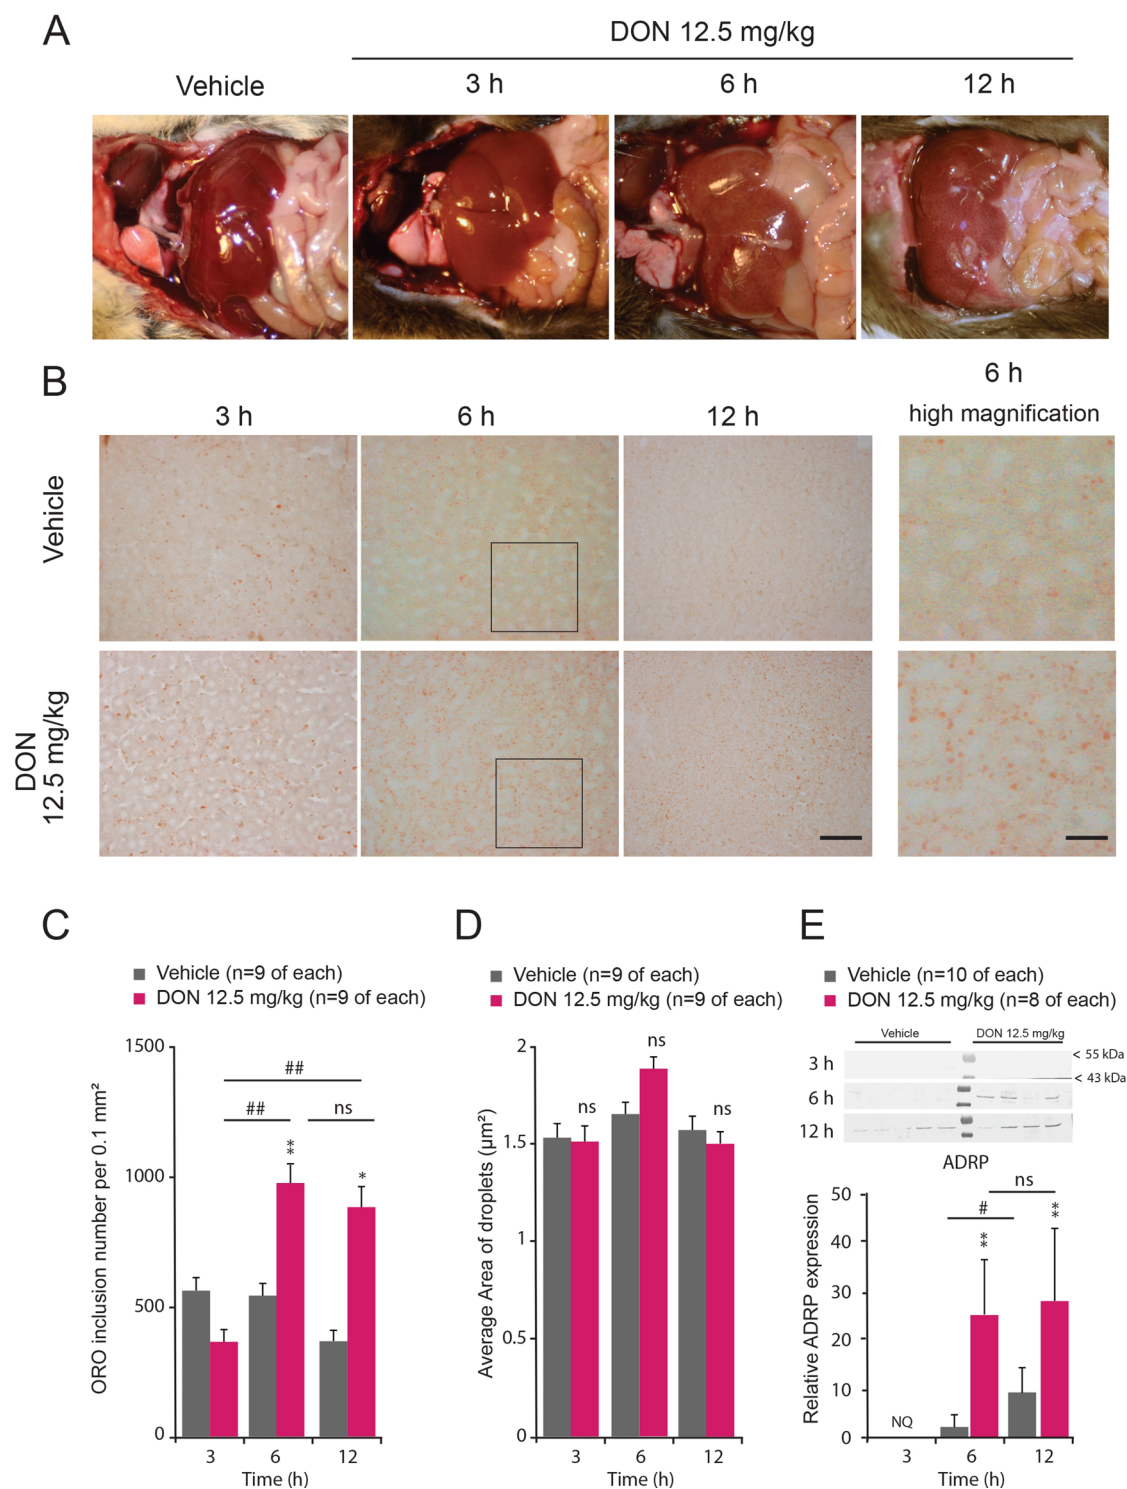 A
DON 12.5 mg/kg
Vehicle
3 h
6 h
12 h
B
3 h
6 h
12 h
6 h
high magnification
Vehicle
DON
12.5 mg/kg
C
Vehicle (n=9 of each)
DON 12.5 mg/kg (n=9 of each)
ORO inclusion number per 0.1 mm²
1500
1000
500
0
##
##
ns
**
*
3
6
12
Time (h)
D
Vehicle (n=9 of each)
DON 12.5 mg/kg (n=9 of each)
Average Area of droplets (µm²)
2
1.5
1
0.5
0
ns
ns
ns
3
6
12
Time (h)
E
Vehicle (n=10 of each)
DON 12.5 mg/kg (n=8 of each)
Vehicle
DON 12.5 mg/kg
3 h
6 h
12 h
< 55 kDa
< 43 kDa
ADRP
Relative ADRP expression
50
40
30
20
10
0
ns
#
**
**
NQ
3
6
12
Time (h)